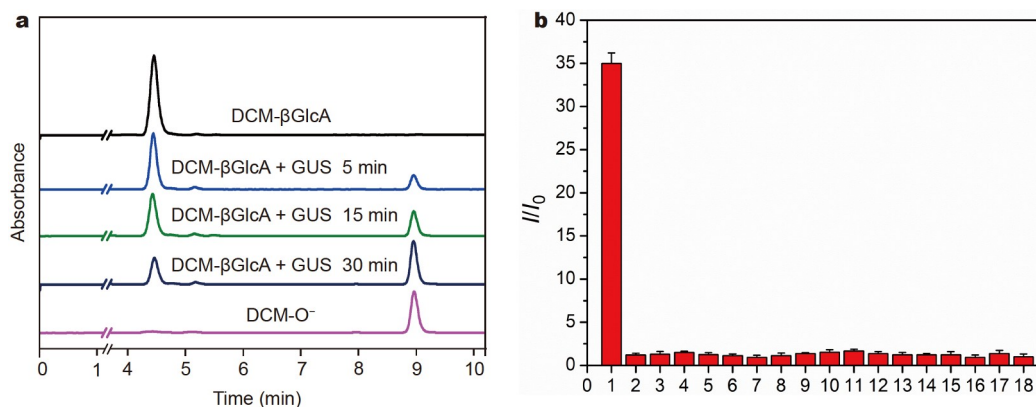 a
DCM-βGlcA
DCM-βGlcA + GUS 5 min
DCM-βGlcA + GUS 15 min
DCM-βGlcA + GUS 30 min
DCM-O⁻
Absorbance
0 1 4 5 6 7 8 9 10
Time (min)
b
40
35
30
25
20
15
10
5
0
I/I₀
0 1 2 3 4 5 6 7 8 9 10 11 12 13 14 15 16 17 18